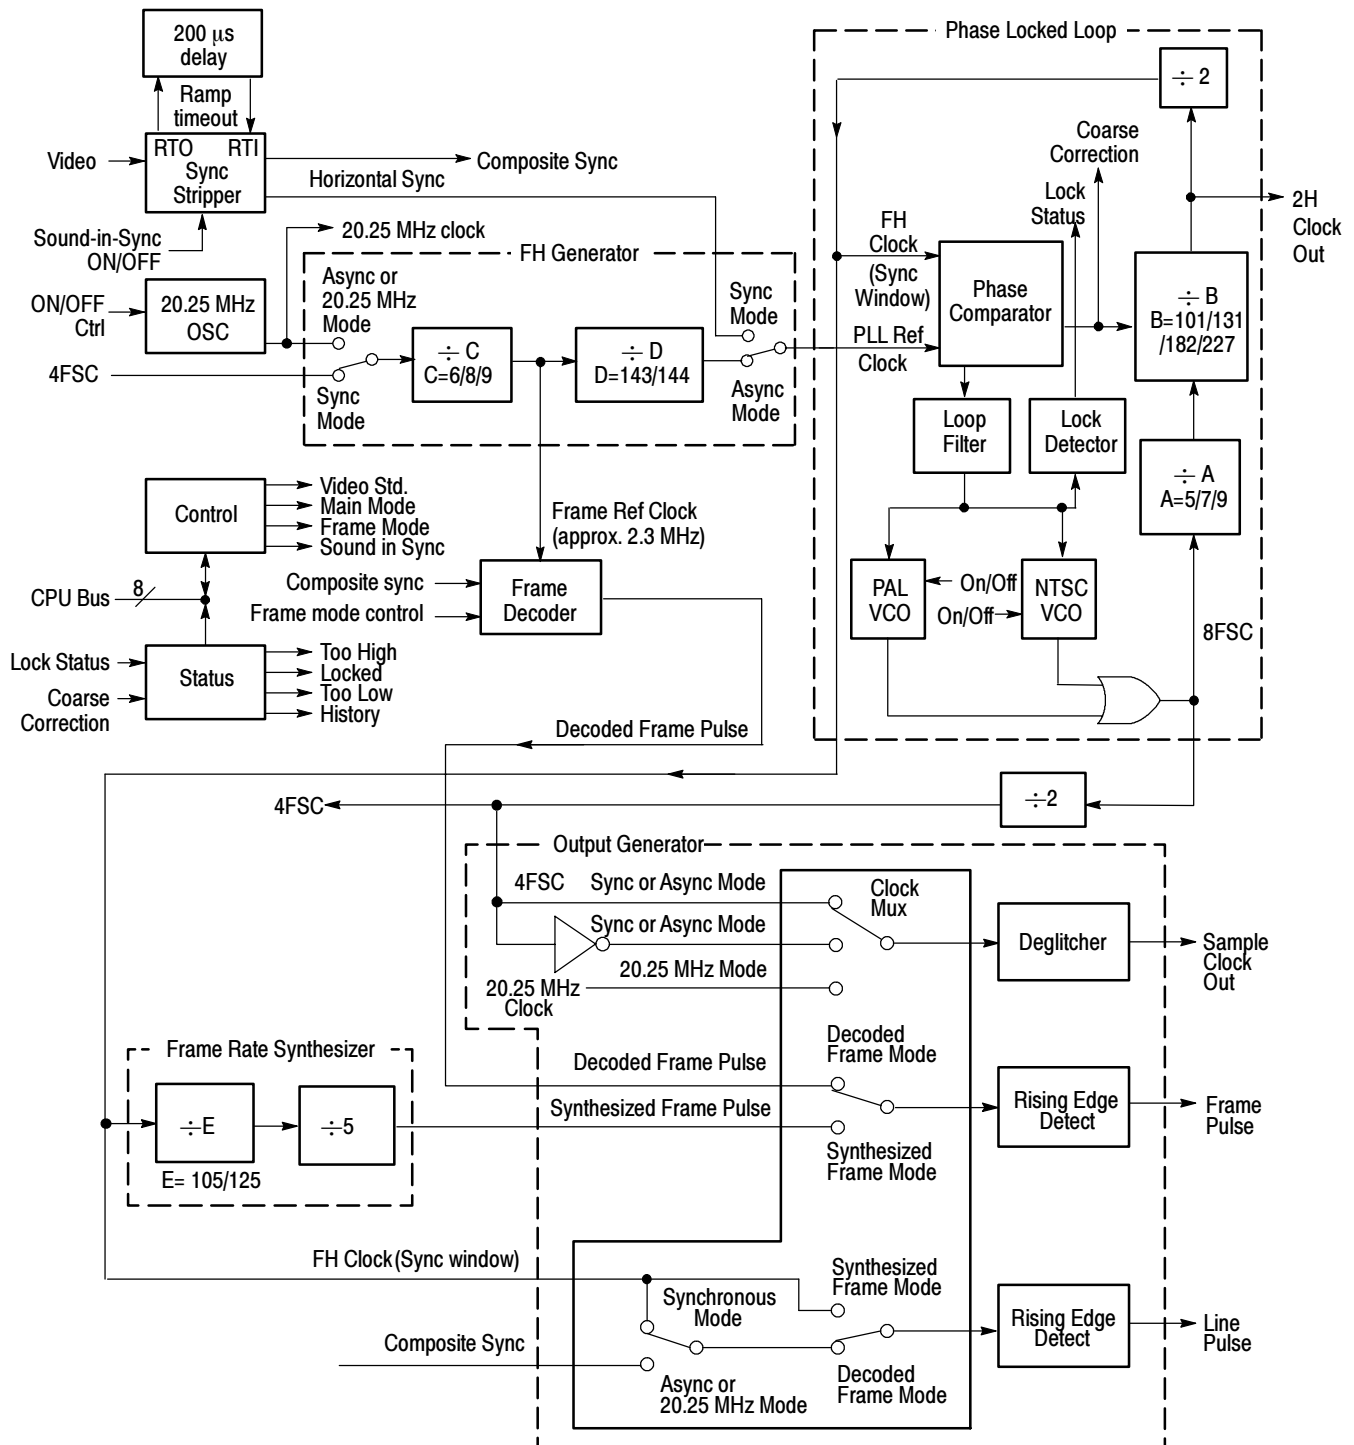 200 μs
delay
Ramp
timeout
RTO RTI
Sync
Stripper
Video
Composite Sync
Horizontal Sync
Sound-in-Sync
ON/OFF
20.25 MHz clock
ON/OFF
Ctrl
20.25 MHz
OSC
4FSC
FH Generator
Async or
20.25 MHz
Mode
Sync
Mode
÷ C
C=6/8/9
÷ D
D=143/144
Sync
Mode
Async
Mode
Phase Locked Loop
÷ 2
Coarse
Correction
Lock
Status
2H
Clock
Out
FH
Clock
(Sync
Window)
PLL Ref
Clock
Phase
Comparator
÷ B
B=101/131
/182/227
Loop
Filter
Lock
Detector
÷ A
A=5/7/9
PAL
VCO
On/Off
On/Off
NTSC
VCO
8FSC
Control
Video Std.
Main Mode
Frame Mode
Sound in Sync
CPU Bus
8
Lock Status
Coarse
Correction
Status
Too High
Locked
Too Low
History
Frame Ref Clock
(approx. 2.3 MHz)
Composite sync
Frame mode control
Frame
Decoder
Decoded Frame Pulse
4FSC
÷2
Output Generator
4FSC
Sync or Async Mode
Clock
Mux
Sync or Async Mode
20.25 MHz Mode
20.25 MHz
Clock
Deglitcher
Sample
Clock
Out
Decoded
Frame Mode
Decoded Frame Pulse
Synthesized Frame Pulse
Synthesized
Frame Mode
Rising Edge
Detect
Frame
Pulse
Frame Rate Synthesizer
÷E
÷5
E= 105/125
FH Clock (Sync window)
Synchronous
Mode
Synthesized
Frame Mode
Composite Sync
Async or
20.25 MHz Mode
Decoded
Frame Mode
Rising Edge
Detect
Line
Pulse